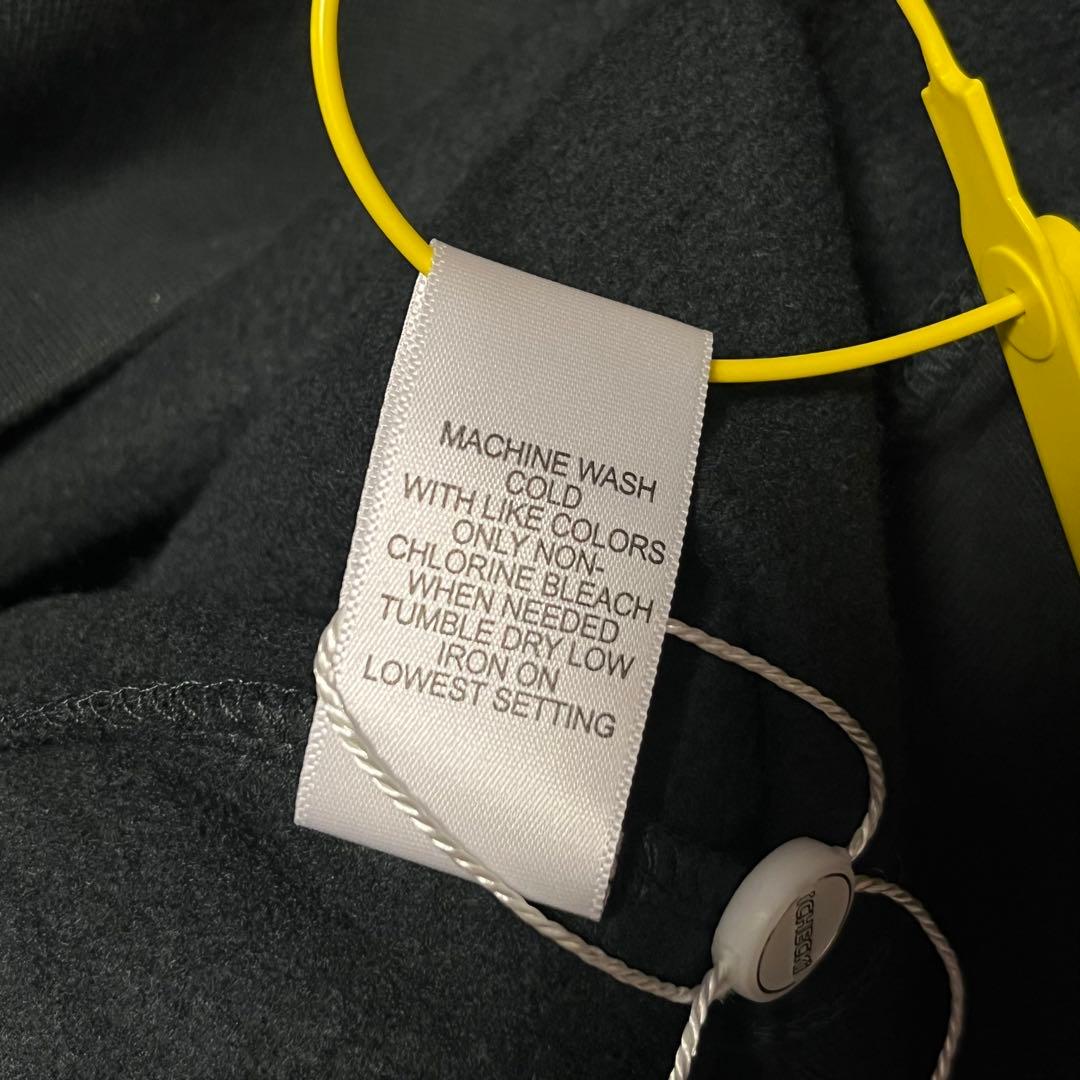 MACHINE WASH
COLD
WITH LIKE COLORS
ONLY NON-
CHLORINE BLEACH
WHEN NEEDED
TUMBLE DRY LOW
IRON ON
LOWEST SETTING